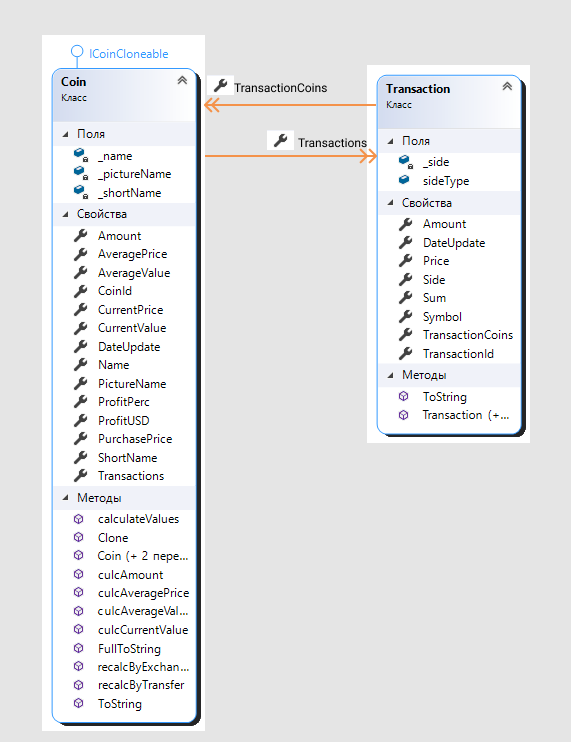 ICoinCloneable
Coin
Класс
Поля
_name
_pictureName
_shortName
Свойства
Amount
AveragePrice
AverageValue
CoinId
CurrentPrice
CurrentValue
DateUpdate
Name
PictureName
ProfitPerc
ProfitUSD
PurchasePrice
ShortName
Transactions
Методы
calculateValues
Clone
Coin (+ 2 пере...
culcAmount
culcAveragePrice
culcAverageVal...
culcCurrentValue
FullToString
recalcByExchan...
recalcByTransfer
ToString
TransactionCoins
Transactions
Transaction
Класс
Поля
_side
sideType
Свойства
Amount
DateUpdate
Price
Side
Sum
Symbol
TransactionCoins
TransactionId
Методы
ToString
Transaction (+...